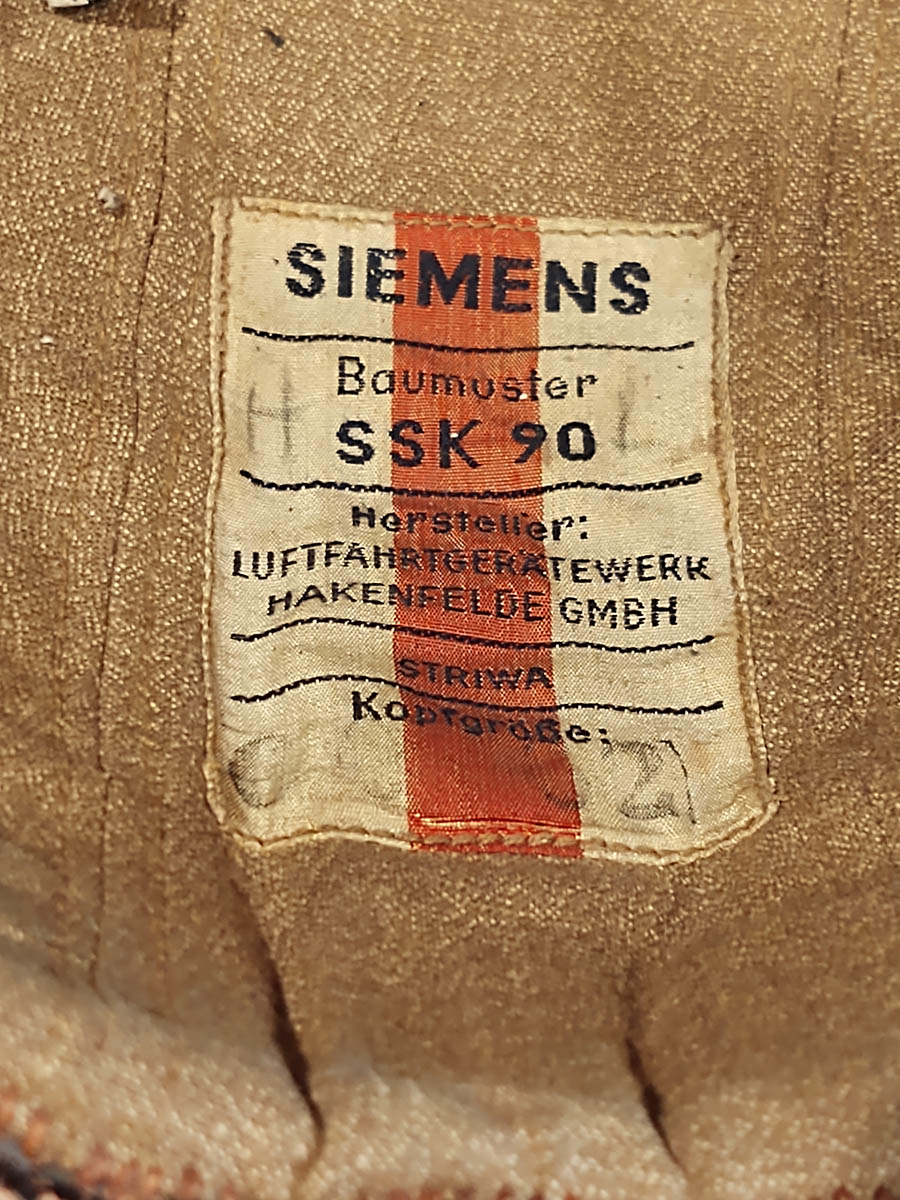 SIEMENS
Baumuster
H L
SSK 90
Hersteller:
LUFTFAHRTGERÄTEWERK
HAKENFELDE GMBH
STRIWA
Kopfgröße: